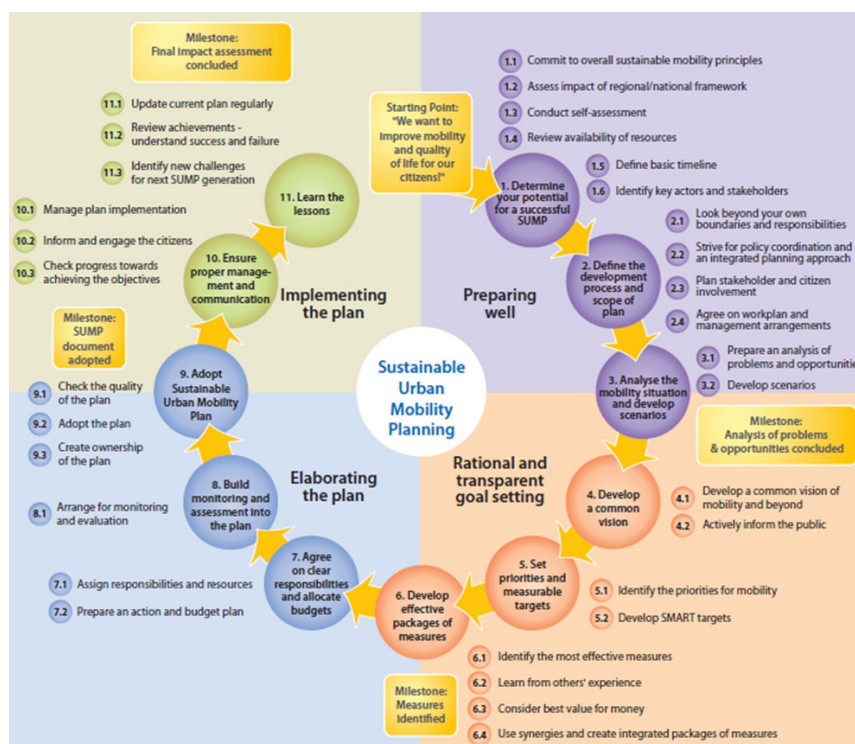 Milestone:
Final impact assessment
concluded
11.1 Update current plan regularly
11.2 Review achievements -
understand success and failure
11.3 Identify new challenges
for next SUMP generation
10.1 Manage plan implementation
10.2 Inform and engage the citizens
10.3 Check progress towards
achieving the objectives
11. Learn the
lessons
10. Ensure
proper manage-
ment and
communication
Implementing
the plan
Starting Point:
"We want to
improve mobility
and quality
of life for our
citizens!"
1.1 Commit to overall sustainable mobility principles
1.2 Assess impact of regional/national framework
1.3 Conduct self-assessment
1.4 Review availability of resources
1.5 Define basic timeline
1.6 Identify key actors and stakeholders
1. Determine
your potential
for a successful
SUMP
2.1 Look beyond your own
boundaries and responsibilities
2.2 Strive for policy coordination and
an integrated planning approach
2.3 Plan stakeholder and citizen
involvement
2.4 Agree on workplan and
management arrangements
2. Define the
development
process and
scope of
plan
Preparing
well
3.1 Prepare an analysis of
problems and opportunities
3.2 Develop scenarios
3. Analyse the
mobility situation
and develop
scenarios
Milestone:
Analysis of problems
& opportunities concluded
Sustainable
Urban
Mobility
Planning
Milestone:
SUMP
document
adopted
9. Adopt
Sustainable
Urban Mobility
Plan
9.1 Check the quality
of the plan
9.2 Adopt the plan
9.3 Create ownership
of the plan
8. Build
monitoring and
assessment into
the plan
8.1 Arrange for monitoring
and evaluation
Elaborating
the plan
7. Agree
on clear
responsibilities
and allocate
budgets
7.1 Assign responsibilities and resources
7.2 Prepare an action and budget plan
Rational and
transparent
goal setting
4. Develop
a common
vision
4.1 Develop a common vision of
mobility and beyond
4.2 Actively inform the public
5. Set
priorities and
measurable
targets
5.1 Identify the priorities for mobility
5.2 Develop SMART targets
6. Develop
effective
packages of
measures
6.1 Identify the most effective measures
6.2 Learn from others' experience
6.3 Consider best value for money
6.4 Use synergies and create integrated packages of measures
Milestone:
Measures
identified